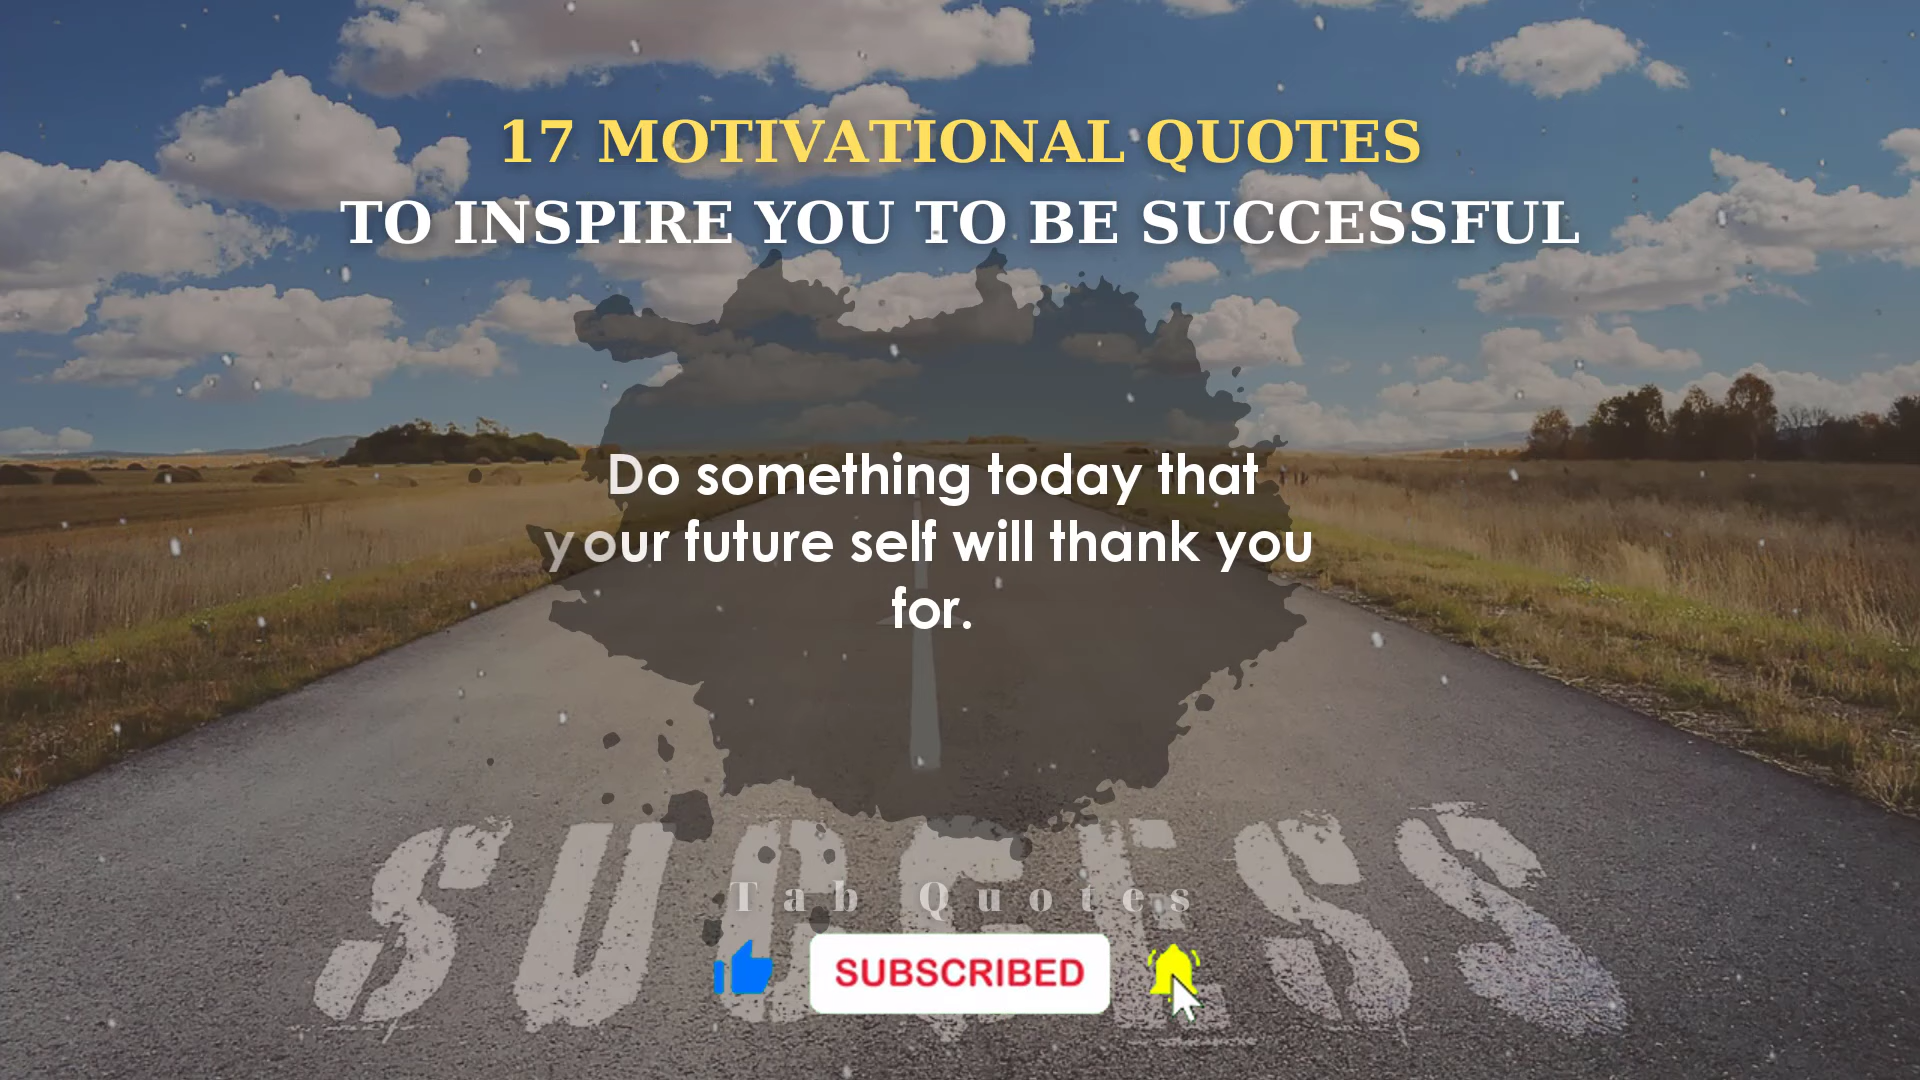 17 MOTIVATIONAL QUOTES
TO INSPIRE YOU TO BE SUCCESSFUL
Do something today that
your future self will thank you
for.
SUCCESS
Tab Quotes
SUBSCRIBED